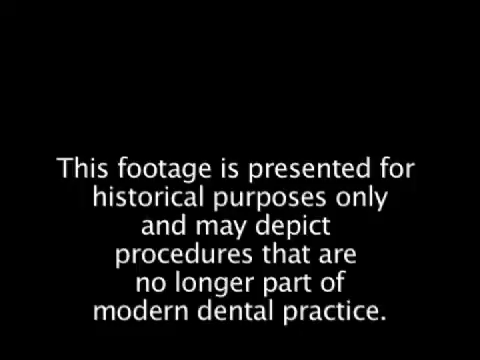 This footage is presented for
historical purposes only
and may depict
procedures that are
no longer part of
modern dental practice.